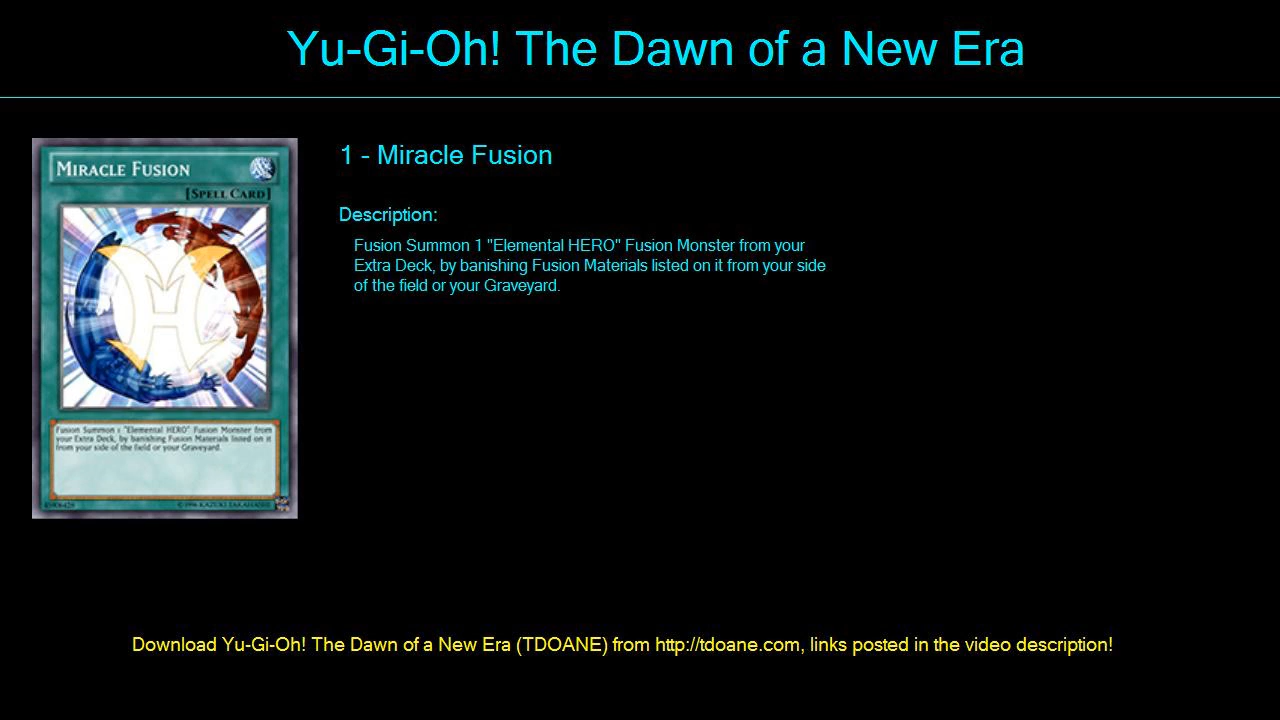 Yu-Gi-Oh! The Dawn of a New Era
MIRACLE FUSION
[SPELL CARD]
Fusion Summon 1 "Elemental HERO" Fusion Monster from
your Extra Deck, by banishing Fusion Materials listed on it
from your side of the field or your Graveyard.
©1996 KAZUKI TAKAHASHI
1 - Miracle Fusion
Description:
Fusion Summon 1 "Elemental HERO" Fusion Monster from your
Extra Deck, by banishing Fusion Materials listed on it from your side
of the field or your Graveyard.
Download Yu-Gi-Oh! The Dawn of a New Era (TDOANE) from http://tdoane.com, links posted in the video description!